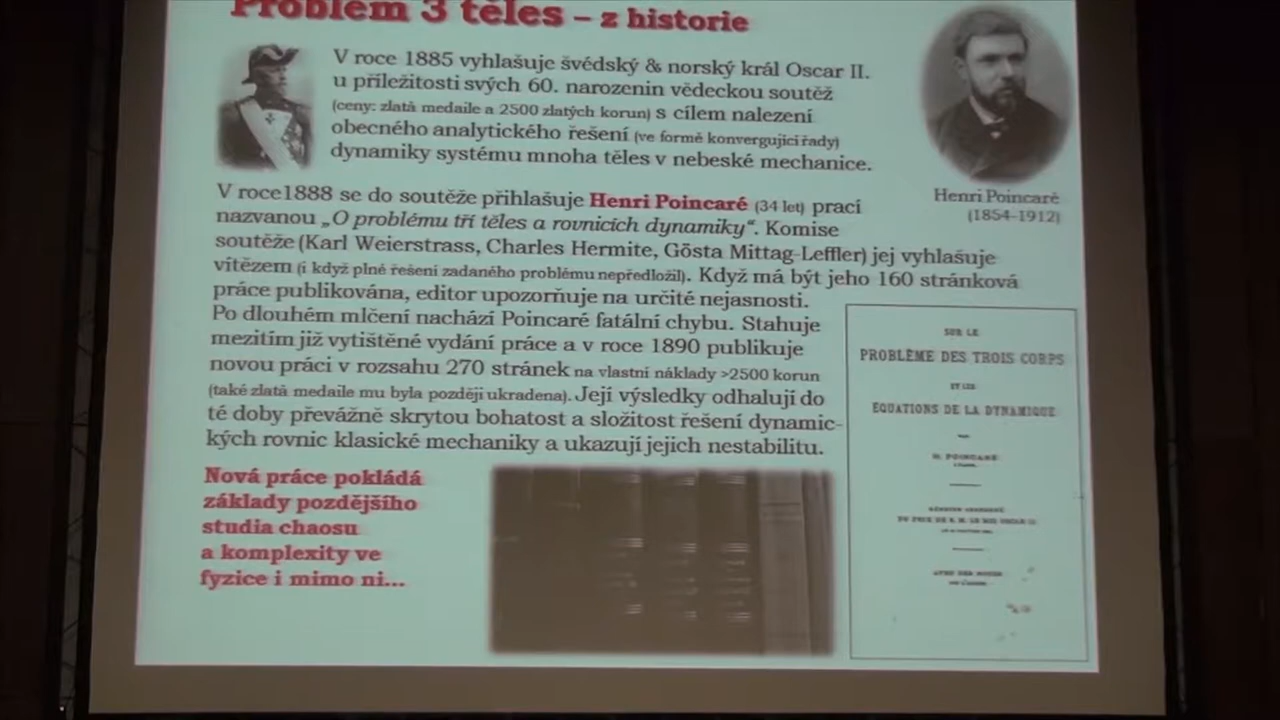 Problém 3 těles – z historie
V roce 1885 vyhlašuje švédský & norský král Oscar II.
u příležitosti svých 60. narozenin vědeckou soutěž
(ceny: zlatá medaile a 2500 zlatých korun) s cílem nalezení
obecného analytického řešení (ve formě konvergující řady)
dynamiky systému mnoha těles v nebeské mechanice.
Henri Poincaré
(1854-1912)
V roce1888 se do soutěže přihlašuje Henri Poincaré (34 let) prací
nazvanou „O problému tří těles a rovnicích dynamiky“. Komise
soutěže (Karl Weierstrass, Charles Hermite, Gösta Mittag-Leffler) jej vyhlašuje
vítězem (i když plné řešení zadaného problému nepředložil). Když má být jeho 160 stránková
práce publikována, editor upozorňuje na určité nejasnosti.
Po dlouhém mlčení nachází Poincaré fatální chybu. Stahuje
mezitím již vytištěné vydání práce a v roce 1890 publikuje
novou práci v rozsahu 270 stránek na vlastní náklady >2500 korun
(také zlatá medaile mu byla později ukradena). Její výsledky odhalují do
té doby převážně skrytou bohatost a složitost řešení dynamic-
kých rovnic klasické mechaniky a ukazují jejich nestabilitu.
Nová práce pokládá
základy pozdějšího
studia chaosu
a komplexity ve
fyzice i mimo ni...
SUR LE
PROBLÈME DES TROIS CORPS
ET LES
ÉQUATIONS DE LA DYNAMIQUE
PAR
H. POINCARÉ